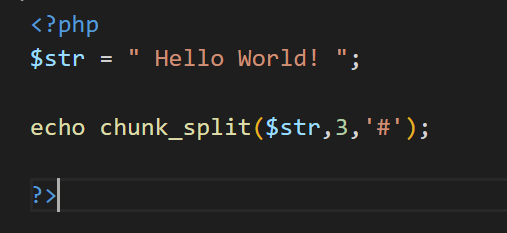 <?php
$str = " Hello World! ";
echo chunk_split($str,3,'#');
?>